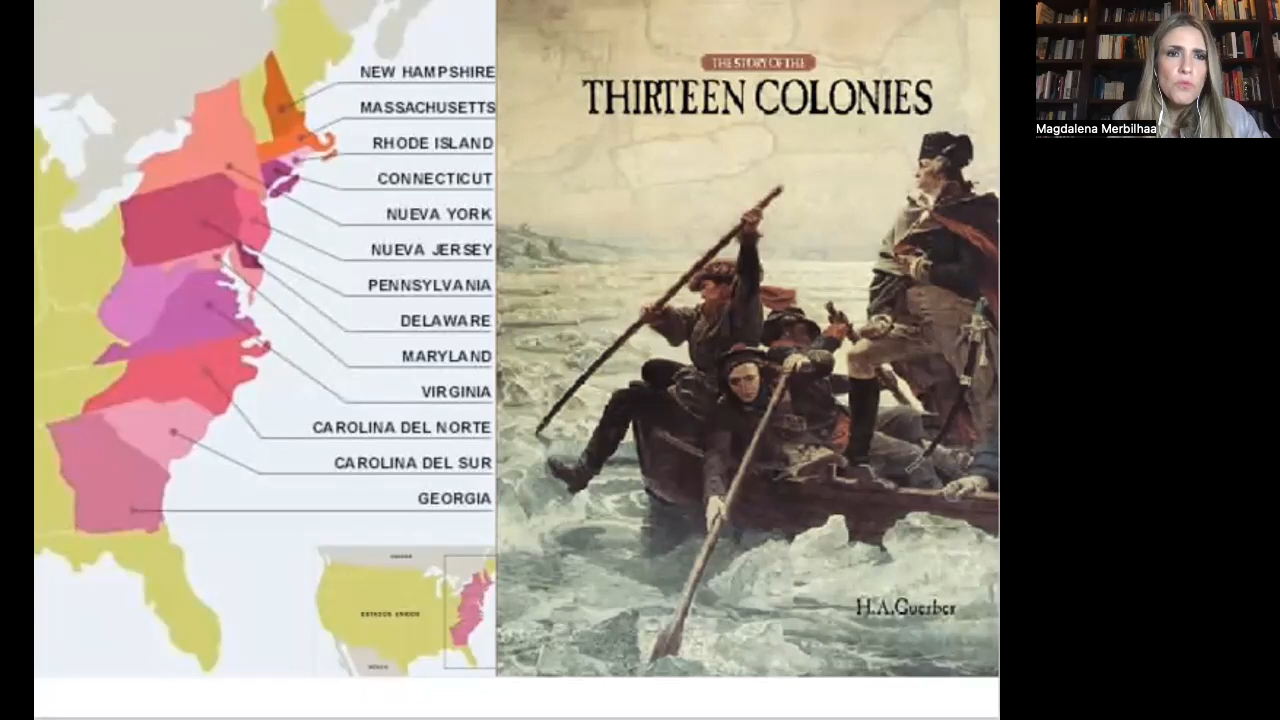 NEW HAMPSHIRE
MASSACHUSETTS
RHODE ISLAND
CONNECTICUT
NUEVA YORK
NUEVA JERSEY
PENNSYLVANIA
DELAWARE
MARYLAND
VIRGINIA
CAROLINA DEL NORTE
CAROLINA DEL SUR
GEORGIA
ESTADOS UNIDOS
MÉXICO
THE STORY OF THE
THIRTEEN COLONIES
H.A.Guerber
Magdalena Merbilhaa